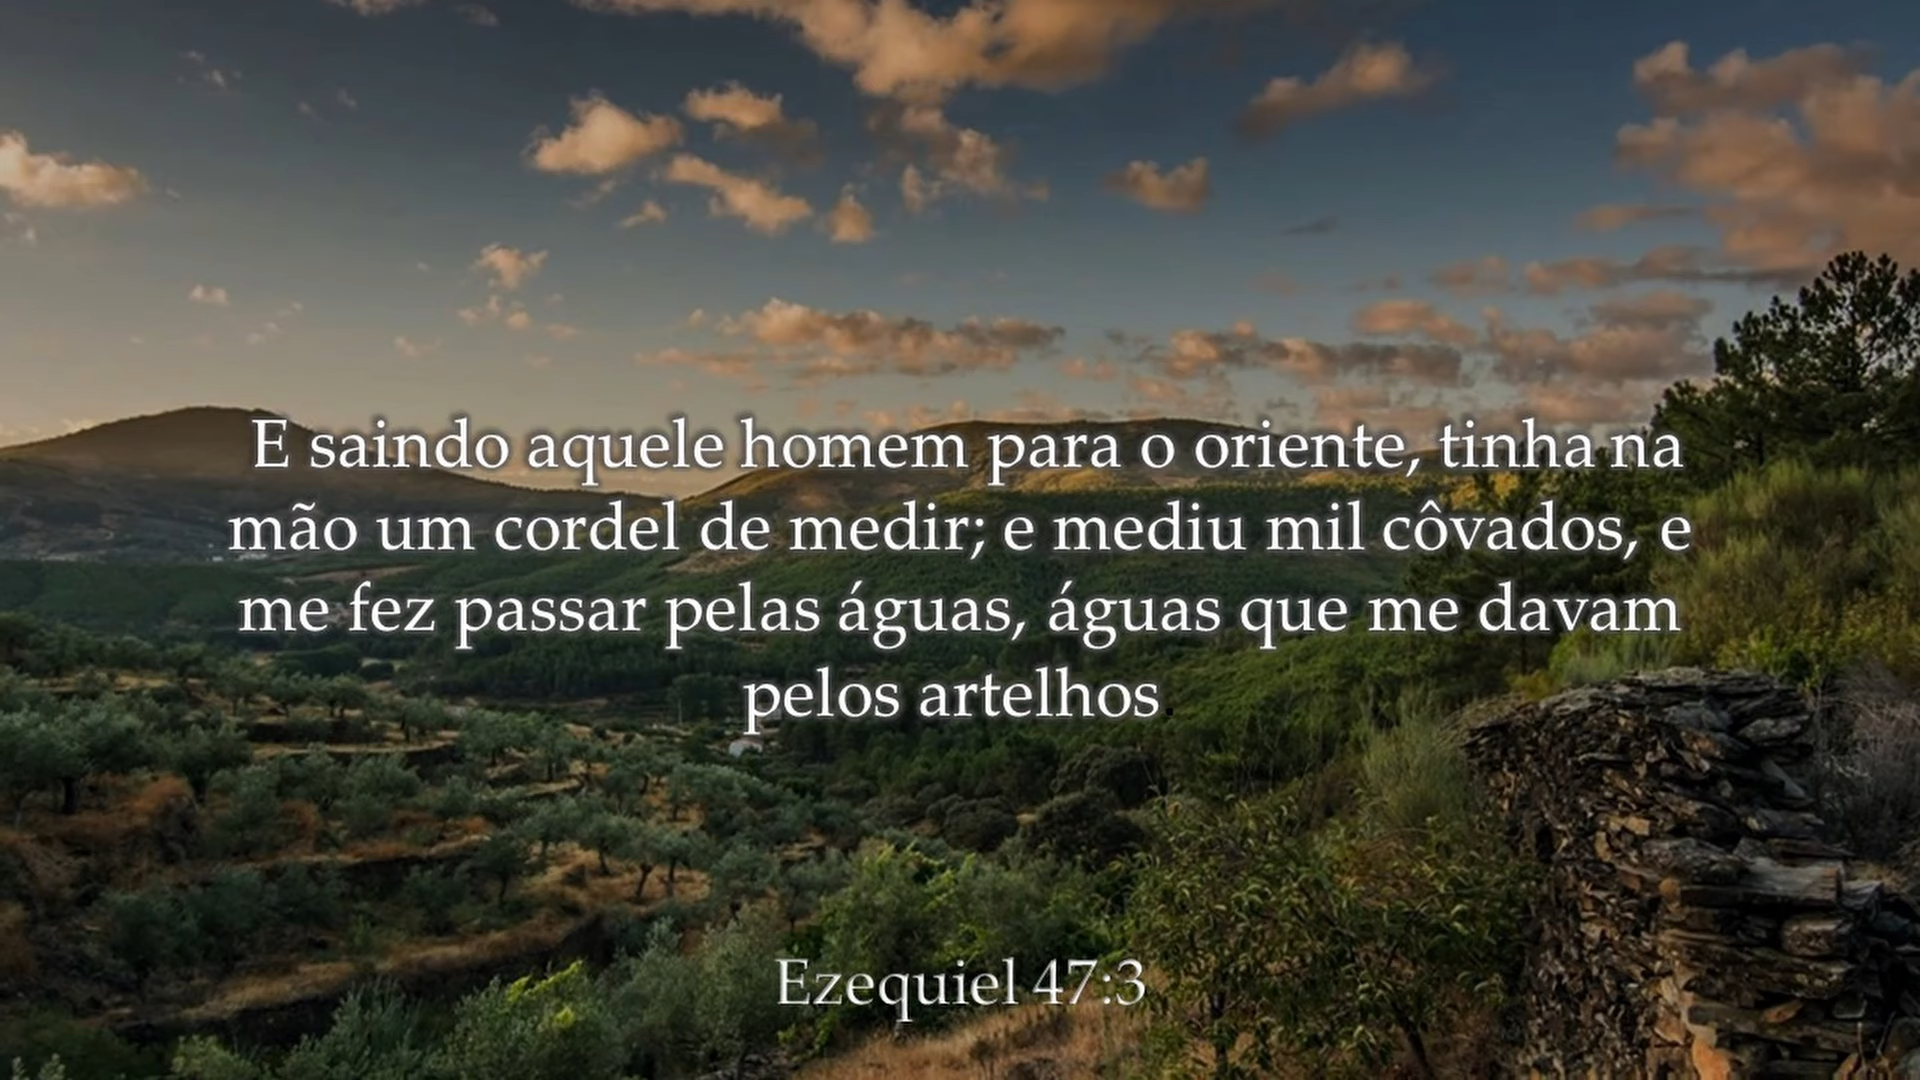 E saindo aquele homem para o oriente, tinha na
mão um cordel de medir; e mediu mil côvados, e
me fez passar pelas águas, águas que me davam
pelos artelhos.
Ezequiel 47:3